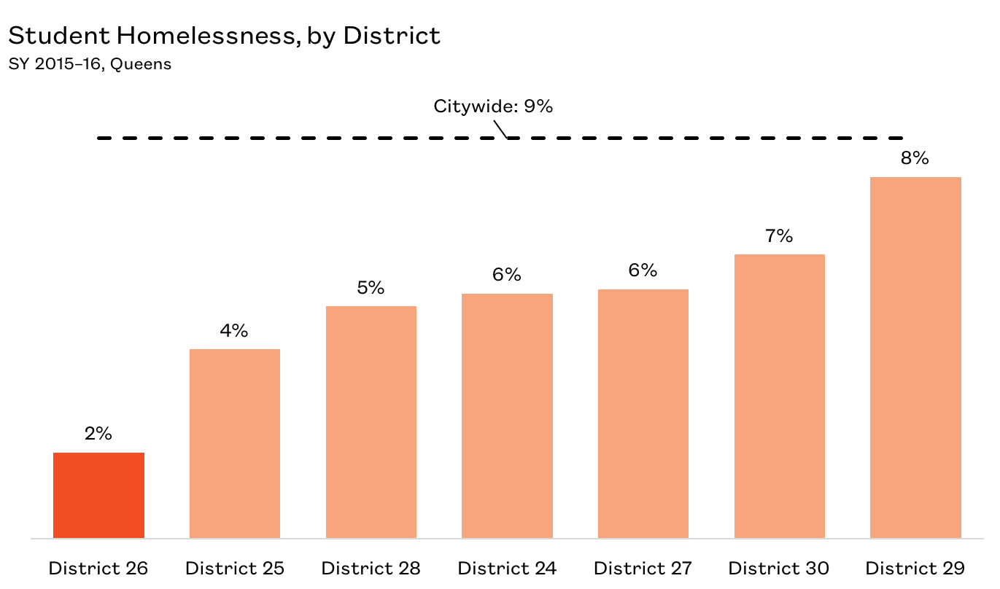 Student Homelessness, by District
SY 2015–16, Queens
Citywide: 9%
8%
7%
6%
6%
5%
4%
2%
District 26
District 25
District 28
District 24
District 27
District 30
District 29